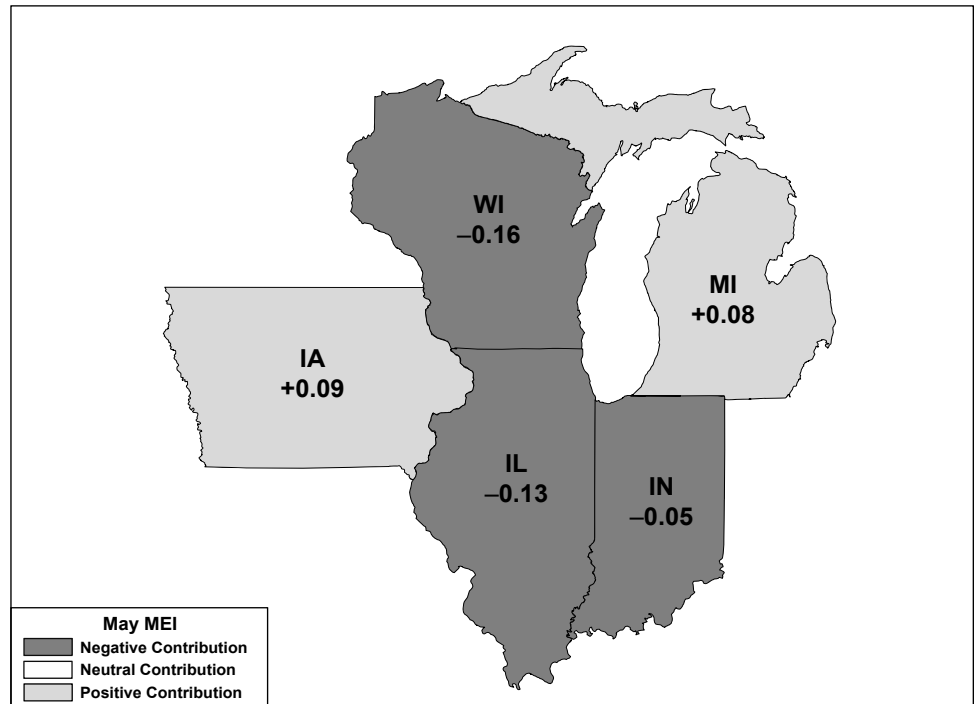 WI
−0.16
MI
+0.08
IA
+0.09
IL
−0.13
IN
−0.05
May MEI
Negative Contribution
Neutral Contribution
Positive Contribution